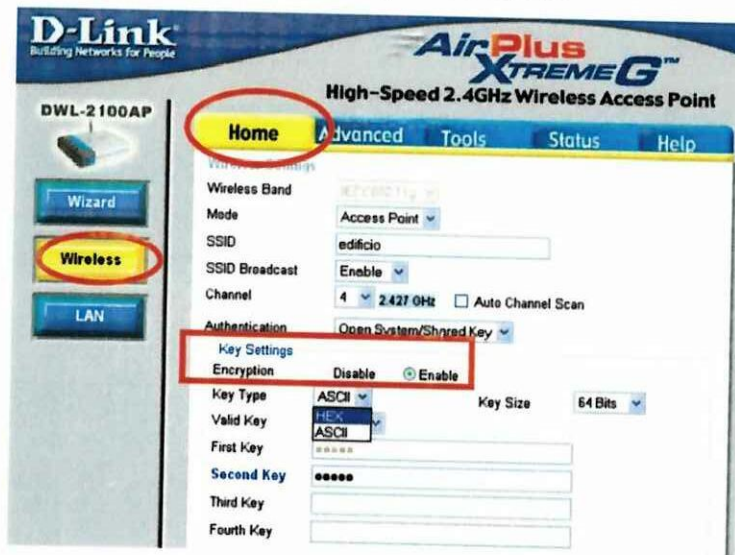 D-Link
Building Networks for People
AirPlus
XTREME G™
High-Speed 2.4GHz Wireless Access Point
DWL-2100AP
Home Advanced Tools Status Help
Wizard
Wireless
LAN
Wireless Settings
Wireless Band
Mode Access Point
SSID edificio
SSID Broadcast Enable
Channel 4 2.427 GHz Auto Channel Scan
Authentication Open System/Shared Key
Key Settings
Encryption Disable Enable
Key Type ASCII Key Size 64 Bits
HEX
ASCII
Valid Key
First Key
Second Key
Third Key
Fourth Key